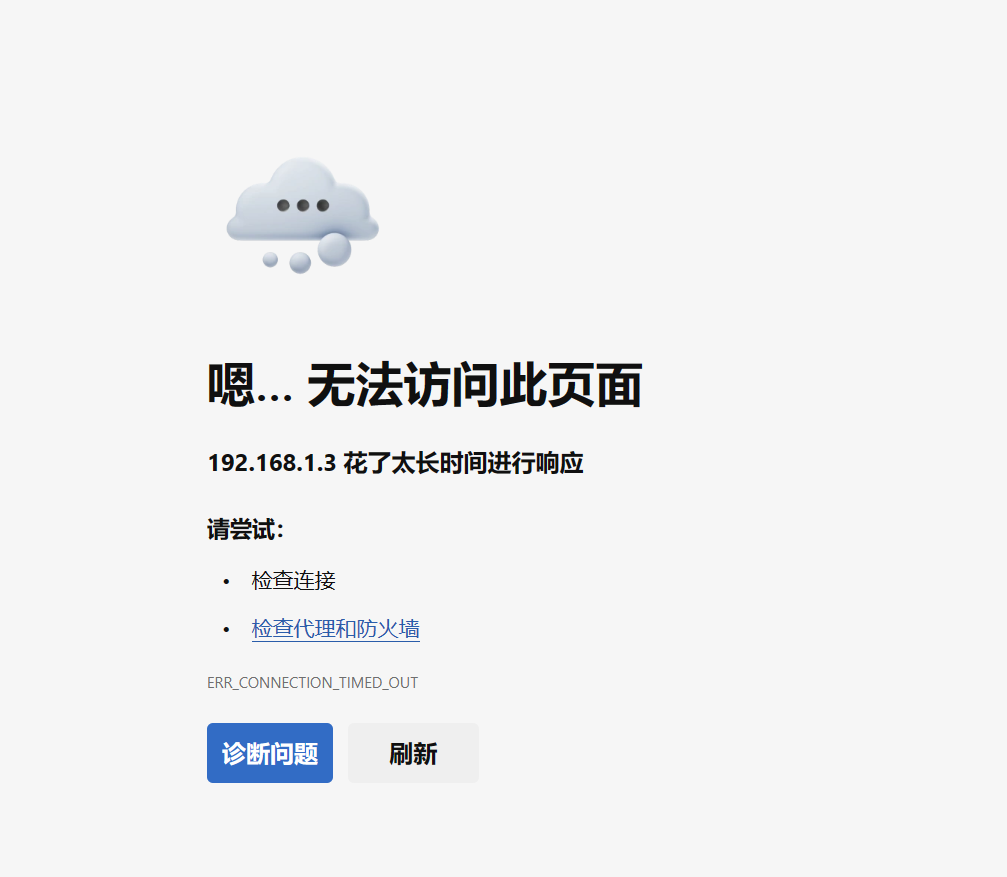 嗯... 无法访问此页面
192.168.1.3 花了太长时间进行响应
请尝试：
• 检查连接
• 检查代理和防火墙
ERR_CONNECTION_TIMED_OUT
诊断问题
刷新